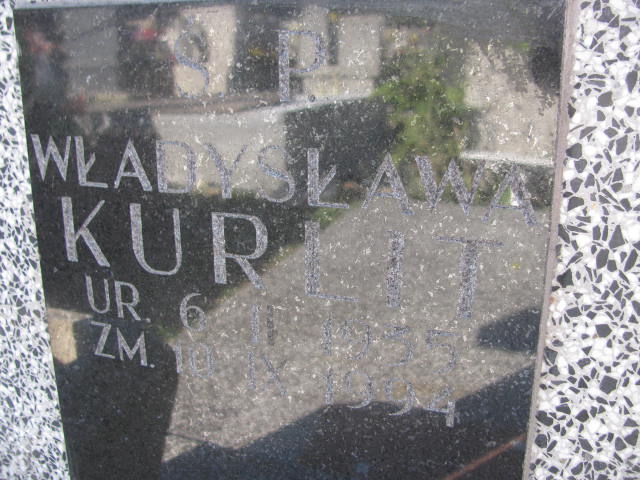 Ś P.
WŁADYSŁAWA
KURLIT
UR. 6 II 1935
ZM. 10 IX 1994